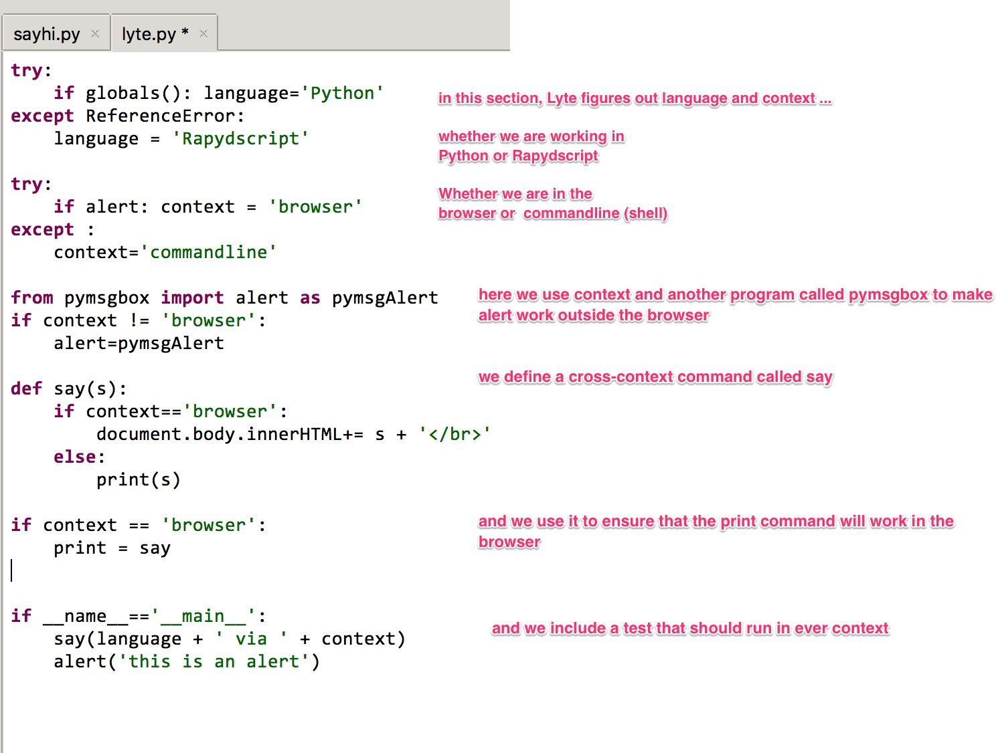 sayhi.py ×
lyte.py * ×
try:
    if globals(): language='Python'
except ReferenceError:
    language = 'Rapydscript'
in this section, Lyte figures out language and context ...
whether we are working in
Python or Rapydscript
try:
    if alert: context = 'browser'
except :
    context='commandline'
Whether we are in the
browser or  commandline (shell)
from pymsgbox import alert as pymsgAlert
if context != 'browser':
    alert=pymsgAlert
here we use context and another program called pymsgbox to make
alert work outside the browser
def say(s):
    if context=='browser':
        document.body.innerHTML+= s + '</br>'
    else:
        print(s)
we define a cross-context command called say
if context == 'browser':
    print = say
and we use it to ensure that the print command will work in the
browser
if __name__=='__main__':
    say(language + ' via ' + context)
    alert('this is an alert')
and we include a test that should run in ever context